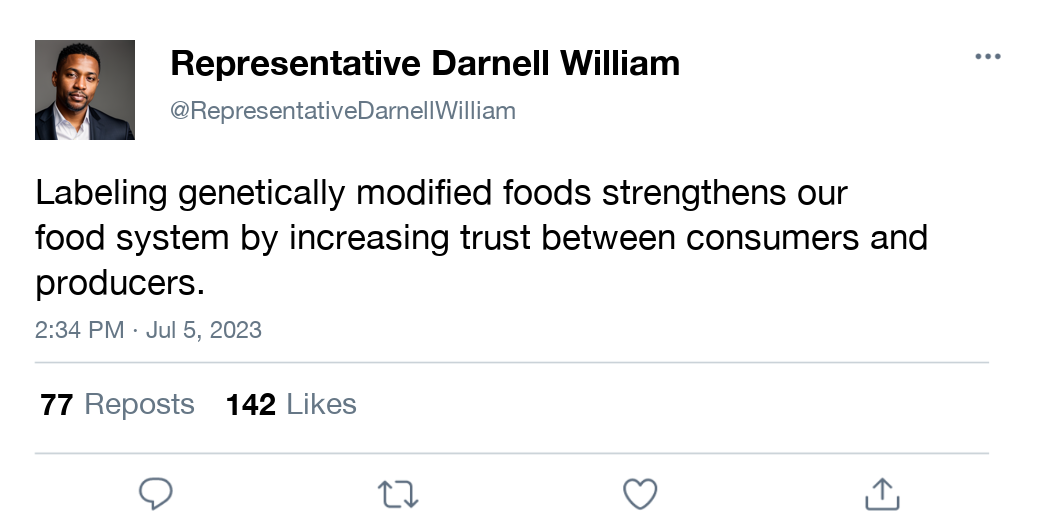 Representative Darnell William
@RepresentativeDarnellWilliam
Labeling genetically modified foods strengthens our
food system by increasing trust between consumers and
producers.
2:34 PM · Jul 5, 2023
77 Reposts 142 Likes